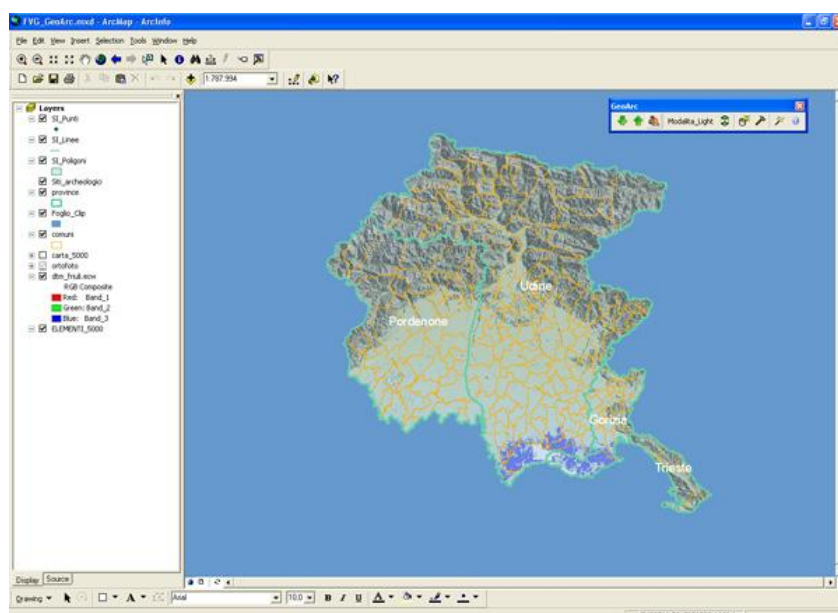 FVG_GeoArc.mxd - ArcMap - ArcInfo
File Edit View Insert Selection Tools Window Help
1:787.994
Layers
SI_Punti
SI_Linee
SI_Poligoni
Siti_archeologio
province
Foglio_Clip
comuni
carta_5000
ortofoto
dtm_friuli.ecw
RGB Composite
Red: Band_1
Green: Band_2
Blue: Band_3
ELEMENTI_5000
GeoArc
Modalita_Light
Udine
Pordenone
Gorizia
Trieste
Display Source
Drawing A Arial 10,0 B I U A